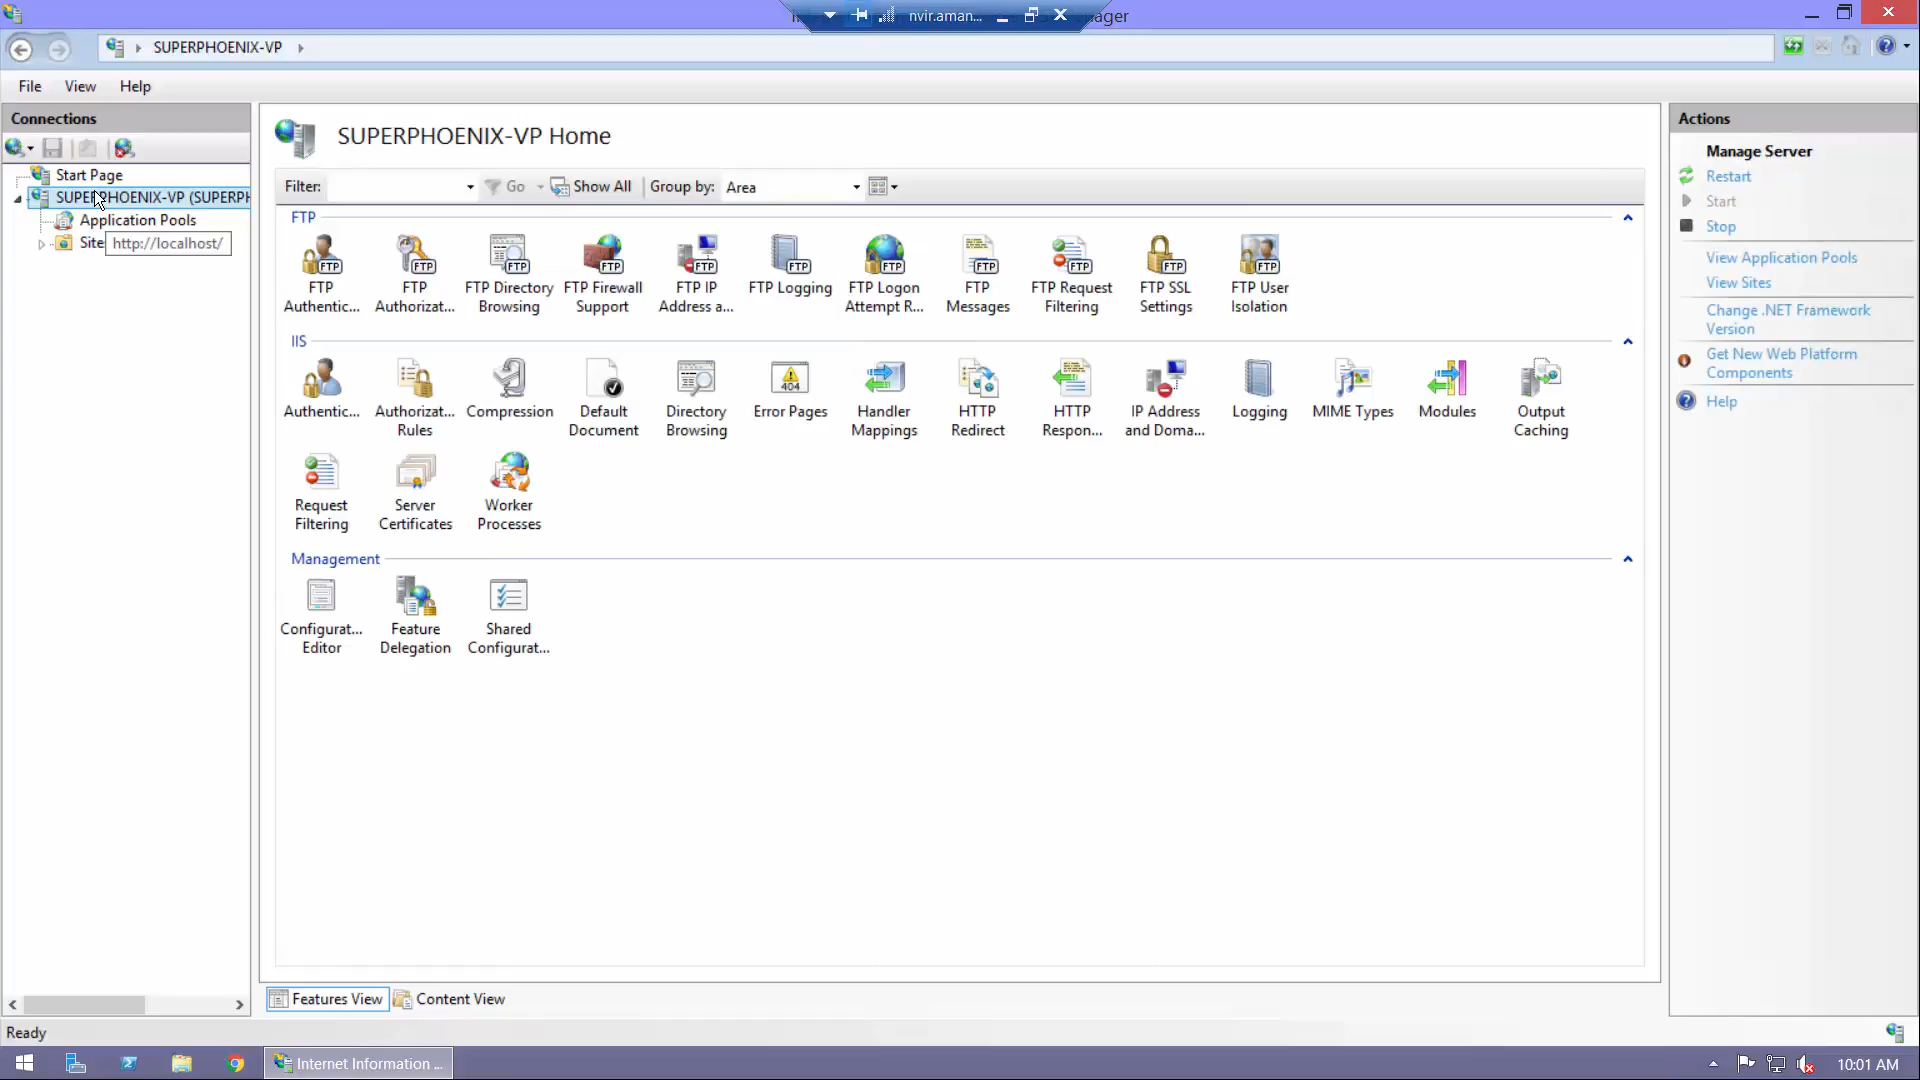 nvir.aman...
ager
SUPERPHOENIX-VP
File View Help
Connections
Start Page
SUPERPHOENIX-VP (SUPERPH
Application Pools
Site
http://localhost/
SUPERPHOENIX-VP Home
Filter: Go Show All Group by: Area
FTP
FTP Authentic...
FTP Authorizat...
FTP Directory Browsing
FTP Firewall Support
FTP IP Address a...
FTP Logging
FTP Logon Attempt R...
FTP Messages
FTP Request Filtering
FTP SSL Settings
FTP User Isolation
IIS
Authentic...
Authorizat... Rules
Compression
Default Document
Directory Browsing
404
Error Pages
Handler Mappings
HTTP Redirect
HTTP Respon...
IP Address and Doma...
Logging
MIME Types
Modules
Output Caching
Request Filtering
Server Certificates
Worker Processes
Management
Configurat... Editor
Feature Delegation
Shared Configurat...
Features View
Content View
Actions
Manage Server
Restart
Start
Stop
View Application Pools
View Sites
Change .NET Framework
Version
Get New Web Platform
Components
Help
Ready
Internet Information ...
10:01 AM